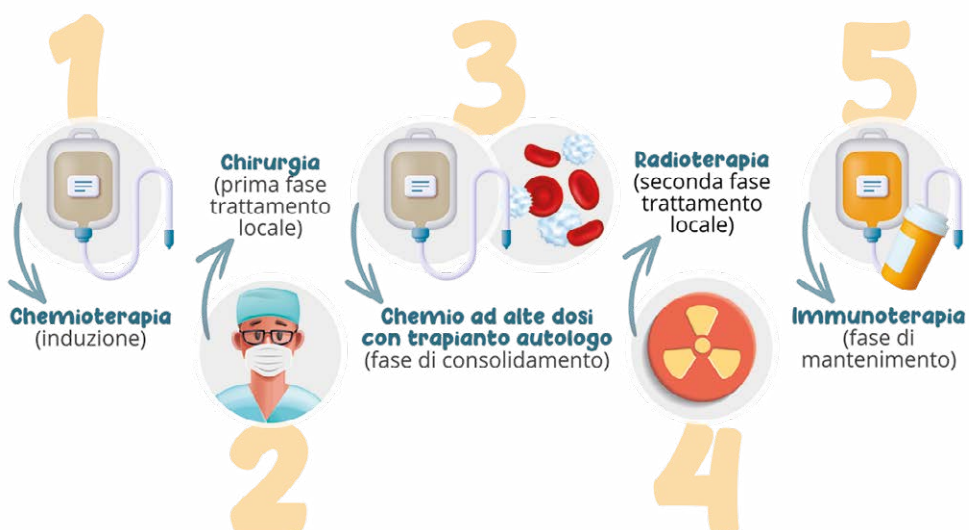 1
Chemioterapia
(induzione)
Chirurgia
(prima fase
trattamento
locale)
2
3
Chemio ad alte dosi
con trapianto autologo
(fase di consolidamento)
Radioterapia
(seconda fase
trattamento
locale)
4
5
Immunoterapia
(fase di
mantenimento)